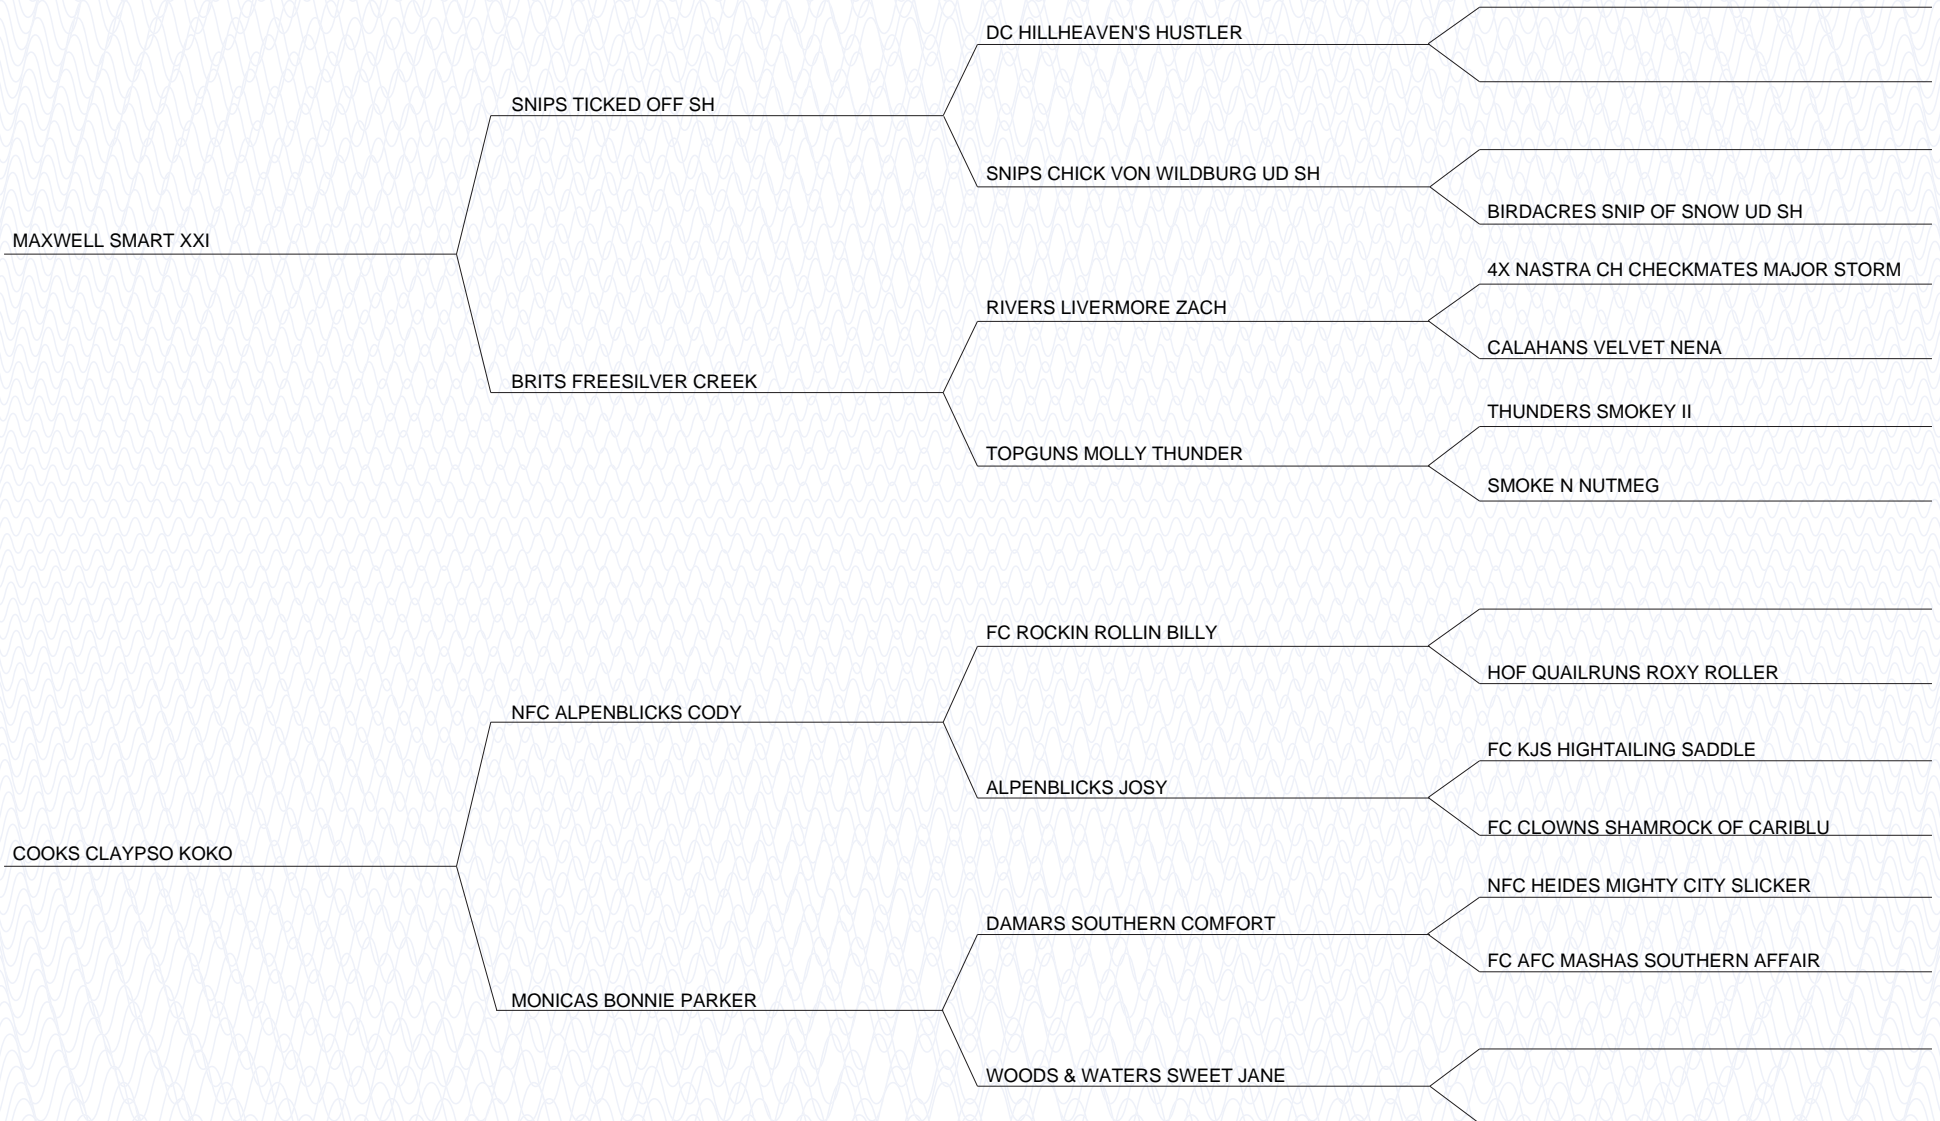 DC HILLHEAVEN'S HUSTLER
SNIPS TICKED OFF SH
SNIPS CHICK VON WILDBURG UD SH
BIRDACRES SNIP OF SNOW UD SH
MAXWELL SMART XXI
4X NASTRA CH CHECKMATES MAJOR STORM
RIVERS LIVERMORE ZACH
CALAHANS VELVET NENA
BRITS FREESILVER CREEK
THUNDERS SMOKEY II
TOPGUNS MOLLY THUNDER
SMOKE N NUTMEG
FC ROCKIN ROLLIN BILLY
HOF QUAILRUNS ROXY ROLLER
NFC ALPENBLICKS CODY
FC KJS HIGHTAILING SADDLE
ALPENBLICKS JOSY
FC CLOWNS SHAMROCK OF CARIBLU
COOKS CLAYPSO KOKO
NFC HEIDES MIGHTY CITY SLICKER
DAMARS SOUTHERN COMFORT
FC AFC MASHAS SOUTHERN AFFAIR
MONICAS BONNIE PARKER
WOODS & WATERS SWEET JANE